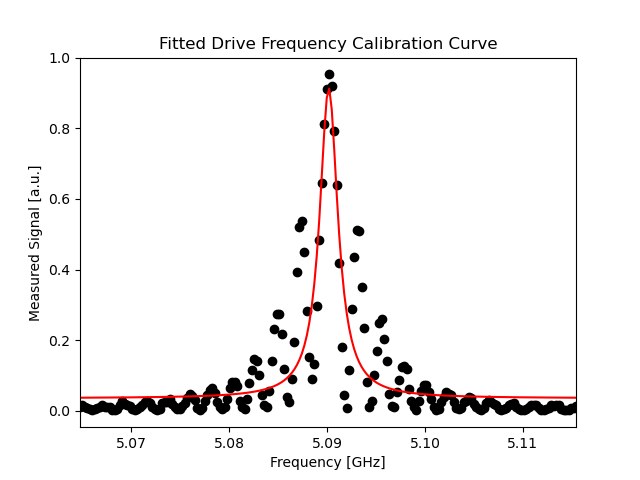 Fitted Drive Frequency Calibration Curve
1.0
0.8
0.6
0.4
0.2
0.0
Measured Signal [a.u.]
5.07 5.08 5.09 5.10 5.11
Frequency [GHz]